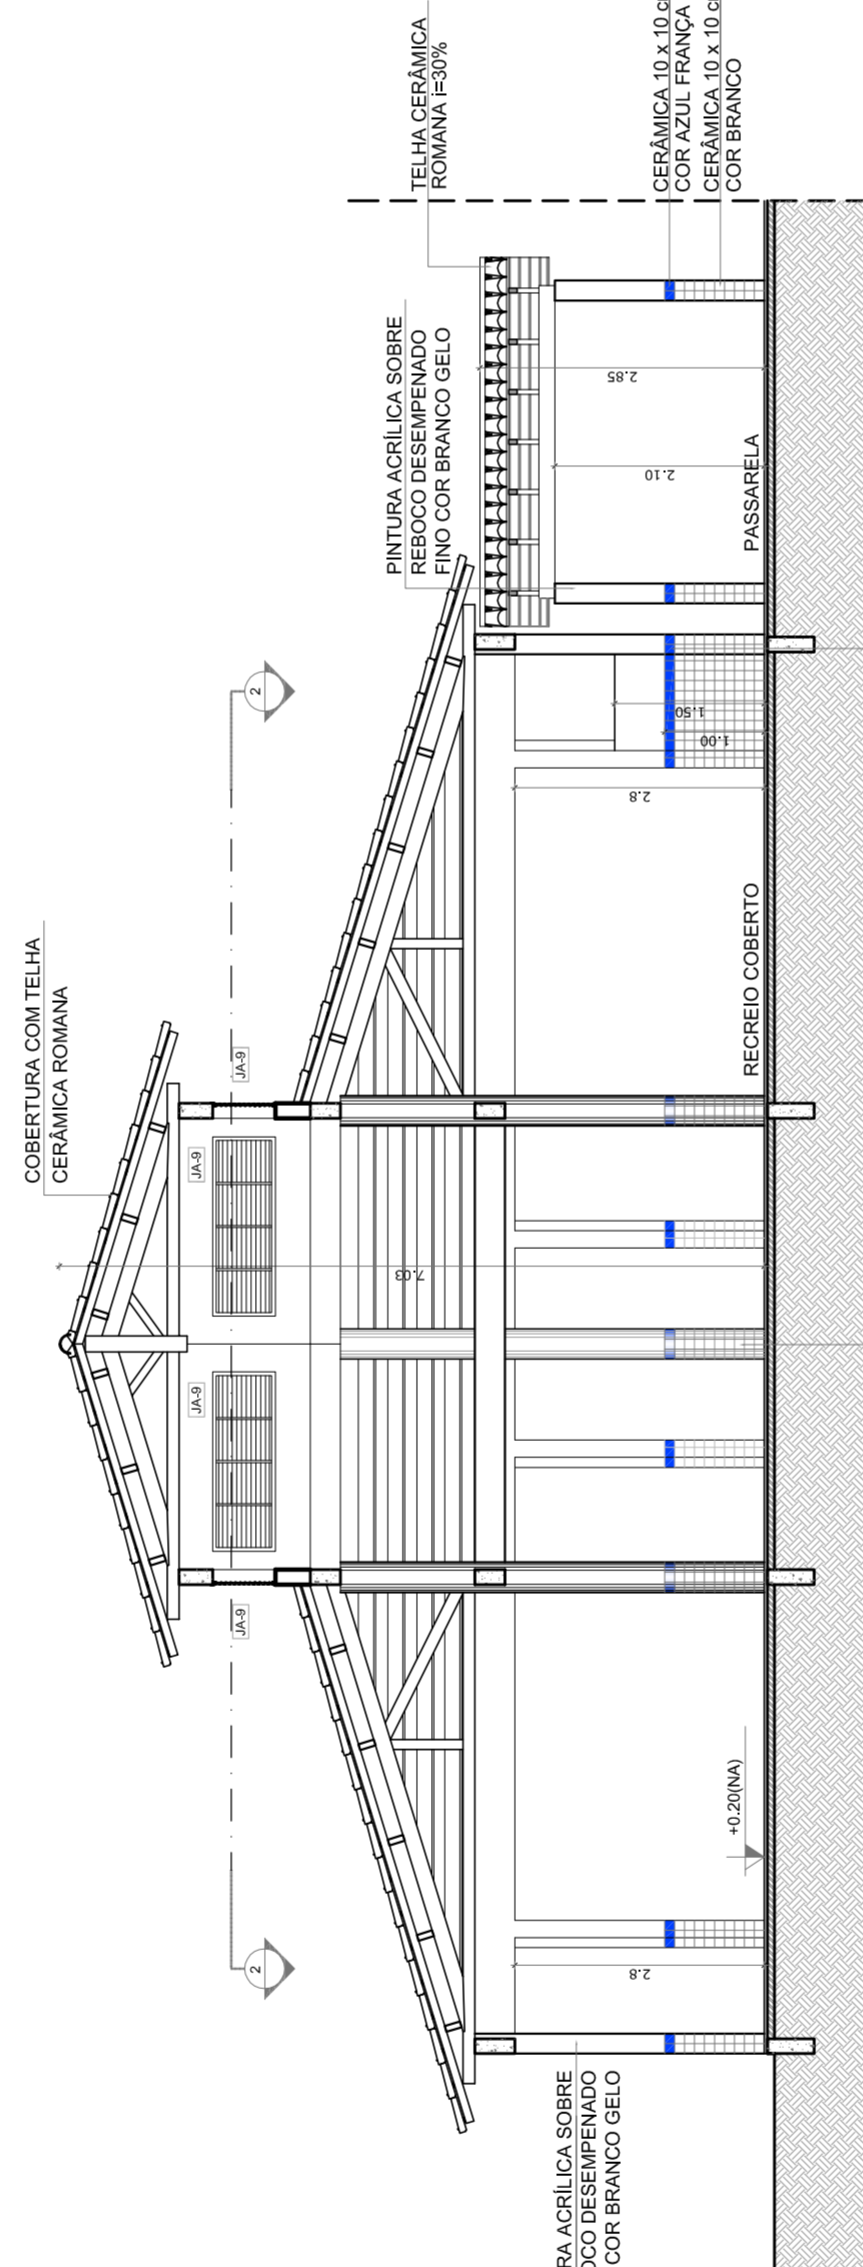 COBERTURA COM TELHA
CERÂMICA ROMANA
JA-9
JA-9
JA-9
JA-9
2
2
7.03
PINTURA ACRÍLICA SOBRE
REBOCO DESEMPENADO
FINO COR BRANCO GELO
TELHA CERÂMICA
ROMANA i=30%
CERÂMICA 10 x 10 c
COR AZUL FRANÇA
CERÂMICA 10 x 10 c
COR BRANCO
2.85
2.10
PASSARELA
1.50
1.00
2.8
RECREIO COBERTO
+0.20(NA)
2.8
RA ACRÍLICA SOBRE
OCO DESEMPENADO
COR BRANCO GELO